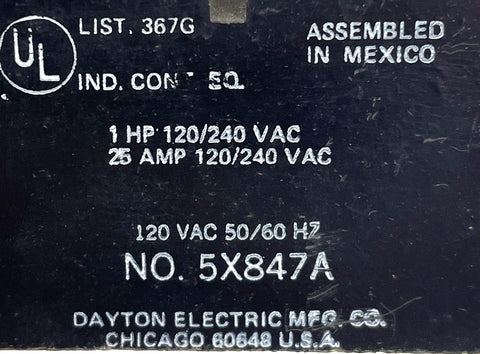 UL
LIST. 367G
IND. CONT EQ.
ASSEMBLED
IN MEXICO
1 HP 120/240 VAC
25 AMP 120/240 VAC
120 VAC 50/60 HZ
NO. 5X847A
DAYTON ELECTRIC MFG. CO.
CHICAGO 60648 U.S.A.